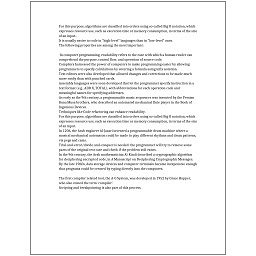 For this purpose, algorithms are classified into orders using so-called Big O notation, which
expresses resource use, such as execution time or memory consumption, in terms of the size
of an input.
It is usually easier to code in "high-level" languages than in "low-level" ones.
The following properties are among the most important:
In computer programming, readability refers to the ease with which a human reader can
comprehend the purpose, control flow, and operation of source code.
Compilers harnessed the power of computers to make programming easier by allowing
programmers to specify calculations by entering a formula using infix notation.
Text editors were also developed that allowed changes and corrections to be made much
more easily than with punched cards.
Assembly languages were soon developed that let the programmer specify instruction in a
text format (e.g., ADD X, TOTAL), with abbreviations for each operation code and
meaningful names for specifying addresses.
As early as the 9th century, a programmable music sequencer was invented by the Persian
Banu Musa brothers, who described an automated mechanical flute player in the Book of
Ingenious Devices.
Techniques like Code refactoring can enhance readability.
For this purpose, algorithms are classified into orders using so-called Big O notation, which
expresses resource use, such as execution time or memory consumption, in terms of the size
of an input.
In 1206, the Arab engineer Al-Jazari invented a programmable drum machine where a
musical mechanical automaton could be made to play different rhythms and drum patterns,
via pegs and cams.
Trial-and-error/divide-and-conquer is needed: the programmer will try to remove some
parts of the original test case and check if the problem still exists.
In the 9th century, the Arab mathematician Al-Kindi described a cryptographic algorithm
for deciphering encrypted code, in A Manuscript on Deciphering Cryptographic Messages.
By the late 1960s, data storage devices and computer terminals became inexpensive enough
that programs could be created by typing directly into the computers.
The first compiler related tool, the A-0 System, was developed in 1952 by Grace Hopper,
who also coined the term 'compiler'.
Scripting and breakpointing is also part of this process.